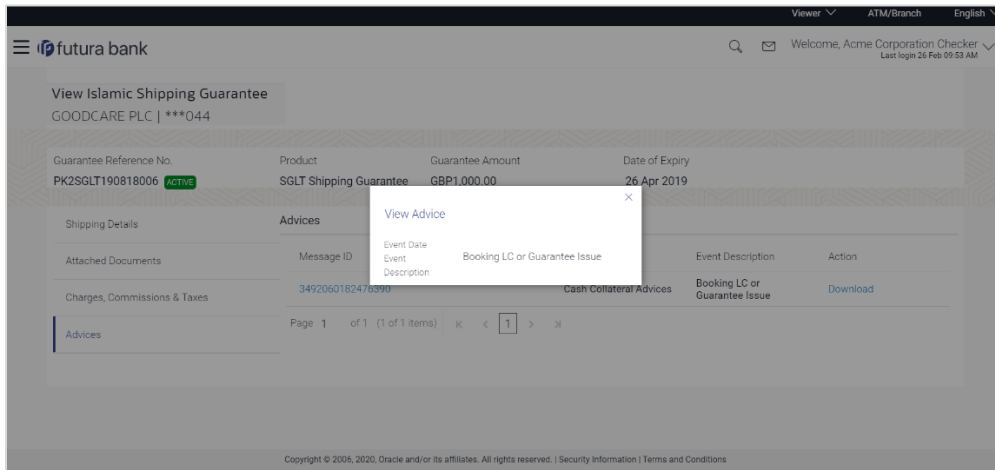 Viewer ATM/Branch English
futura bank
Welcome, Acme Corporation Checker
Last login 26 Feb 09:53 AM
View Islamic Shipping Guarantee
GOODCARE PLC | ***044
Guarantee Reference No. Product Guarantee Amount Date of Expiry
PK2SGLT190818006 ACTIVE SGLT Shipping Guarantee GBP1,000.00 26 Apr 2019
Shipping Details
Attached Documents
Charges, Commissions & Taxes
Advices
Advices
Message ID Event Description Action
3492060182476390 Cash Collateral Advices Booking LC or Guarantee Issue Download
Page 1 of 1 (1 of 1 items) 1
View Advice
Event Date
Event Description Booking LC or Guarantee Issue
Copyright © 2006, 2020, Oracle and/or its affiliates. All rights reserved. | Security Information | Terms and Conditions